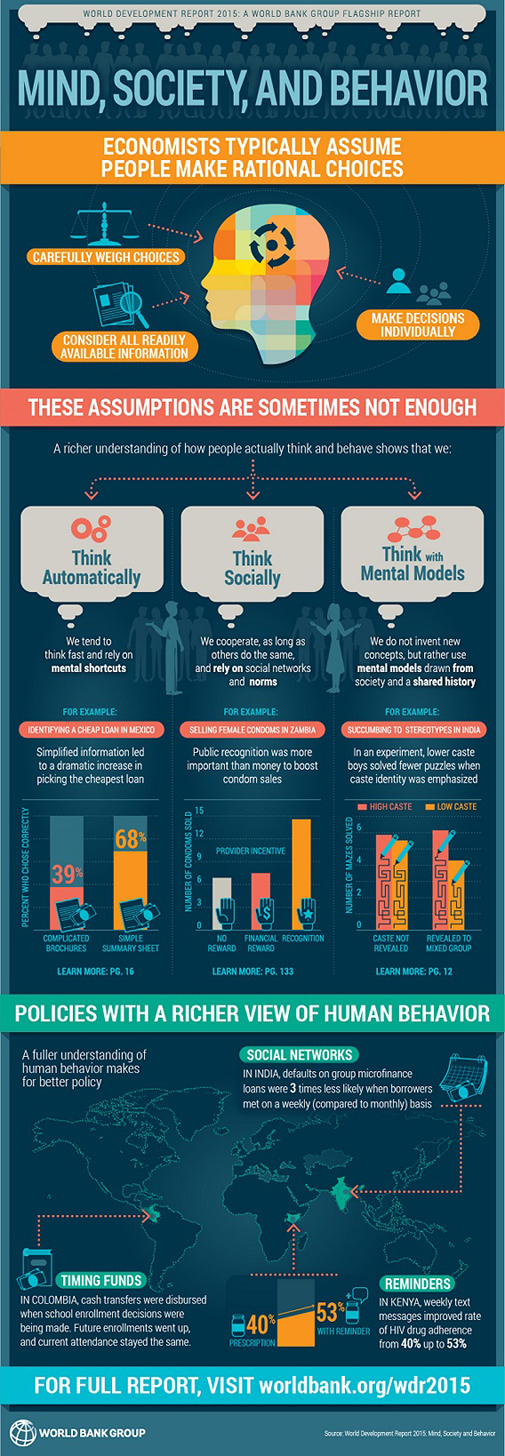 WORLD DEVELOPMENT REPORT 2015: A WORLD BANK GROUP FLAGSHIP REPORT
MIND, SOCIETY, AND BEHAVIOR
ECONOMISTS TYPICALLY ASSUME
PEOPLE MAKE RATIONAL CHOICES
CAREFULLY WEIGH CHOICES
CONSIDER ALL READILY
AVAILABLE INFORMATION
MAKE DECISIONS
INDIVIDUALLY
THESE ASSUMPTIONS ARE SOMETIMES NOT ENOUGH
A richer understanding of how people actually think and behave shows that we:
Think
Automatically
We tend to
think fast and rely on
mental shortcuts
FOR EXAMPLE:
IDENTIFYING A CHEAP LOAN IN MEXICO
Simplified information led
to a dramatic increase in
picking the cheapest loan
PERCENT WHO CHOSE CORRECTLY
39%
68%
COMPLICATED
BROCHURES
SIMPLE
SUMMARY SHEET
LEARN MORE: PG. 16
Think
Socially
We cooperate, as long as
others do the same,
and rely on social networks
and norms
FOR EXAMPLE:
SELLING FEMALE CONDOMS IN ZAMBIA
Public recognition was more
important than money to boost
condom sales
NUMBER OF CONDOMS SOLD
15
12
9
6
3
0
PROVIDER INCENTIVE
$
NO
REWARD
FINANCIAL
REWARD
RECOGNITION
LEARN MORE: PG. 133
Think with
Mental Models
We do not invent new
concepts, but rather use
mental models drawn from
society and a shared history
FOR EXAMPLE:
SUCCUMBING TO STEREOTYPES IN INDIA
In an experiment, lower caste
boys solved fewer puzzles when
caste identity was emphasized
HIGH CASTE
LOW CASTE
NUMBER OF MAZES SOLVED
6
4
2
0
CASTE NOT
REVEALED
REVEALED TO
MIXED GROUP
LEARN MORE: PG. 12
POLICIES WITH A RICHER VIEW OF HUMAN BEHAVIOR
A fuller understanding of
human behavior makes
for better policy
SOCIAL NETWORKS
IN INDIA, defaults on group microfinance
loans were 3 times less likely when borrowers
met on a weekly (compared to monthly) basis
TIMING FUNDS
IN COLOMBIA, cash transfers were disbursed
when school enrollment decisions were
being made. Future enrollments went up,
and current attendance stayed the same.
40%
PRESCRIPTION
53%
WITH REMINDER
REMINDERS
IN KENYA, weekly text
messages improved rate
of HIV drug adherence
from 40% up to 53%
FOR FULL REPORT, VISIT worldbank.org/wdr2015
WORLD BANK GROUP
Source: World Development Report 2015: Mind, Society and Behavior